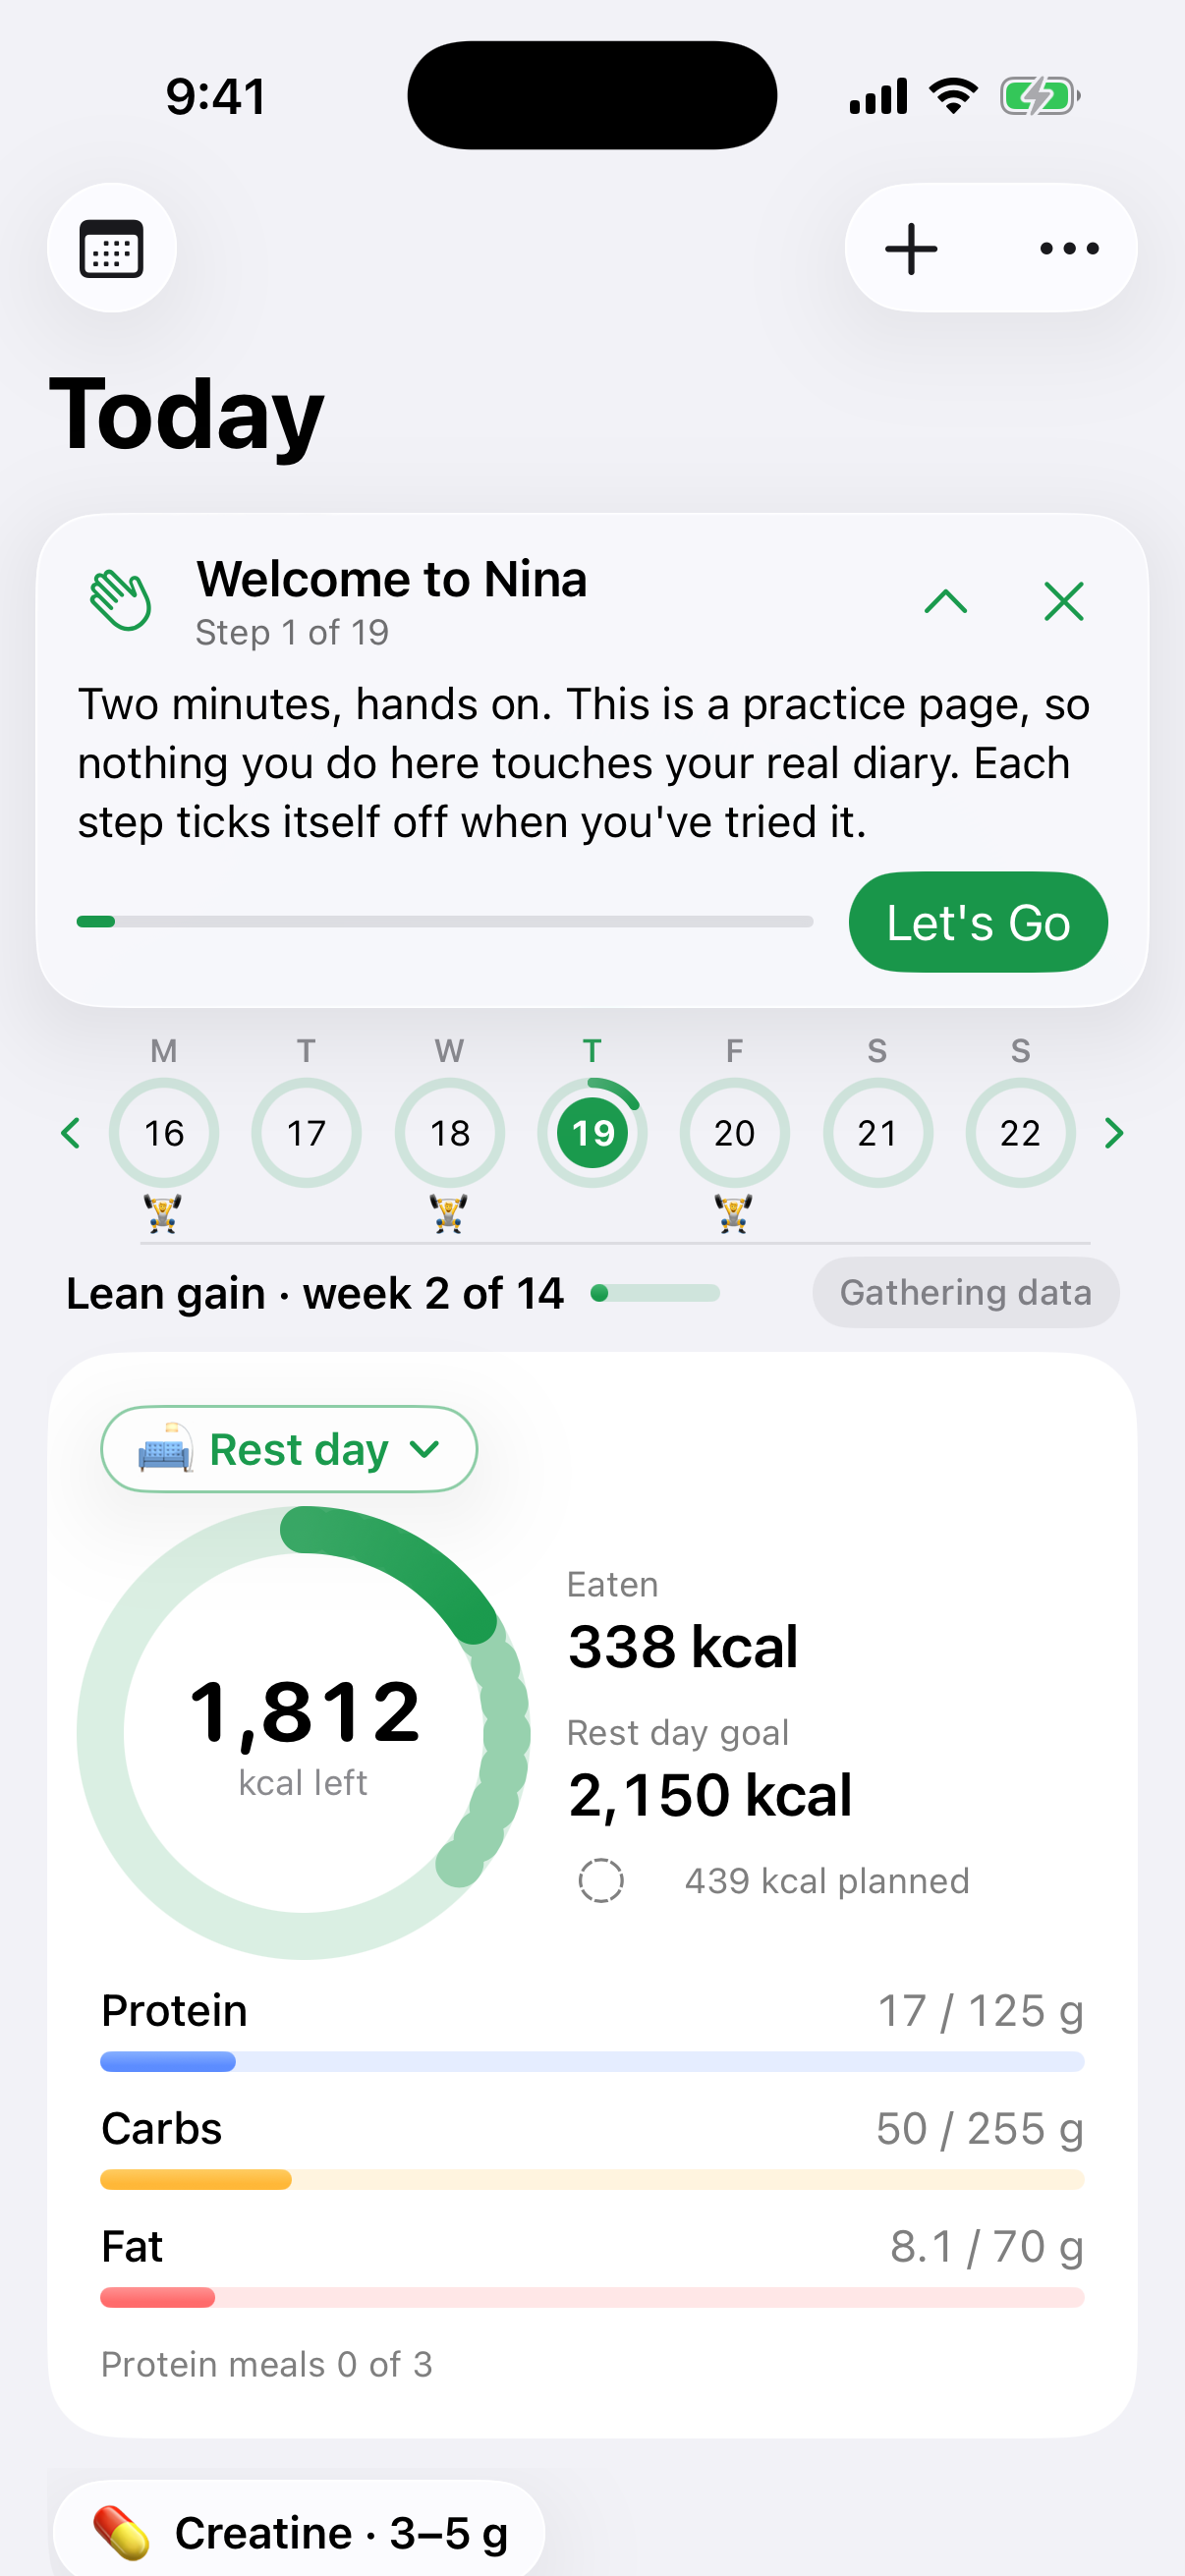 9:41
Today
Welcome to Nina
Step 1 of 19
Two minutes, hands on. This is a practice page, so
nothing you do here touches your real diary. Each
step ticks itself off when you've tried it.
Let's Go
M T W T F S S
16 17 18 19 20 21 22
Lean gain · week 2 of 14
Gathering data
Rest day
1,812
kcal left
Eaten
338 kcal
Rest day goal
2,150 kcal
439 kcal planned
Protein 17 / 125 g
Carbs 50 / 255 g
Fat 8.1 / 70 g
Protein meals 0 of 3
Creatine · 3–5 g